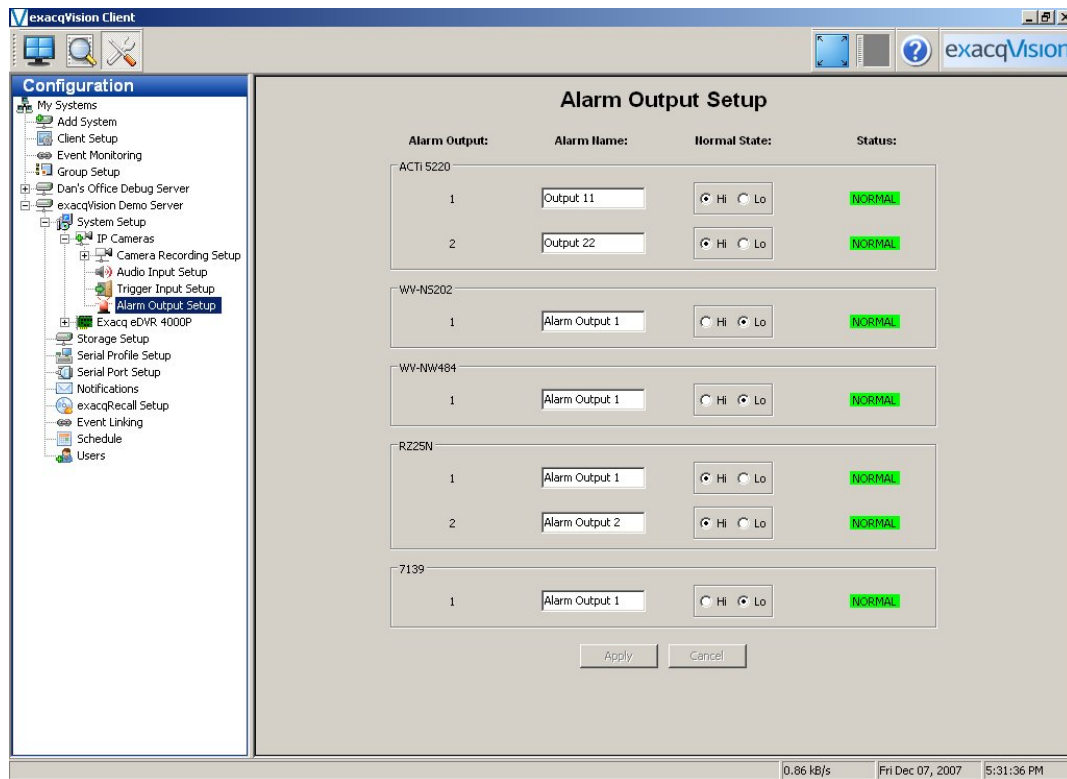 exacqVision Client
exacqVision
Configuration
My Systems
Add System
Client Setup
Event Monitoring
Group Setup
Dan's Office Debug Server
exacqVision Demo Server
System Setup
IP Cameras
Camera Recording Setup
Audio Input Setup
Trigger Input Setup
Alarm Output Setup
Exacq eDVR 4000P
Storage Setup
Serial Profile Setup
Serial Port Setup
Notifications
exacqRecall Setup
Event Linking
Schedule
Users
Alarm Output Setup
Alarm Output: Alarm Name: Normal State: Status:
ACTi 5220
1 Output 11 Hi Lo NORMAL
2 Output 22 Hi Lo NORMAL
WV-NS202
1 Alarm Output 1 Hi Lo NORMAL
WV-NW484
1 Alarm Output 1 Hi Lo NORMAL
RZ25N
1 Alarm Output 1 Hi Lo NORMAL
2 Alarm Output 2 Hi Lo NORMAL
7139
1 Alarm Output 1 Hi Lo NORMAL
Apply Cancel
0.86 kB/s Fri Dec 07, 2007 5:31:36 PM